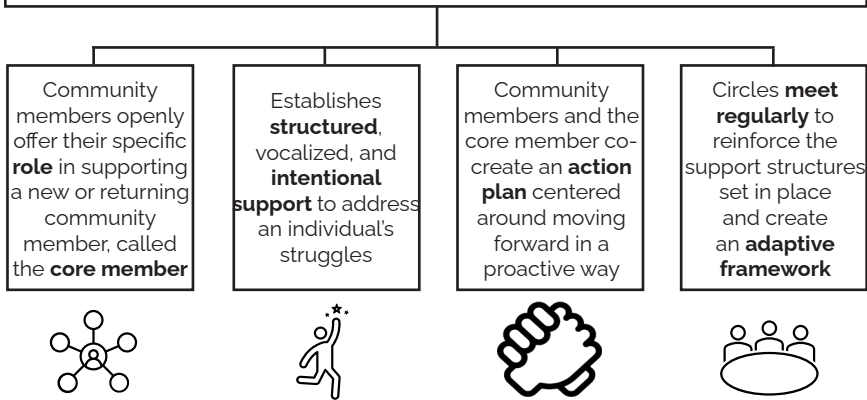 Community
members openly
offer their specific
role in supporting
a new or returning
community
member, called
the core member
Establishes
structured,
vocalized, and
intentional
support to address
an individual's
struggles
Community
members and the
core member co-
create an action
plan centered
around moving
forward in a
proactive way
Circles meet
regularly to
reinforce the
support structures
set in place
and create
an adaptive
framework